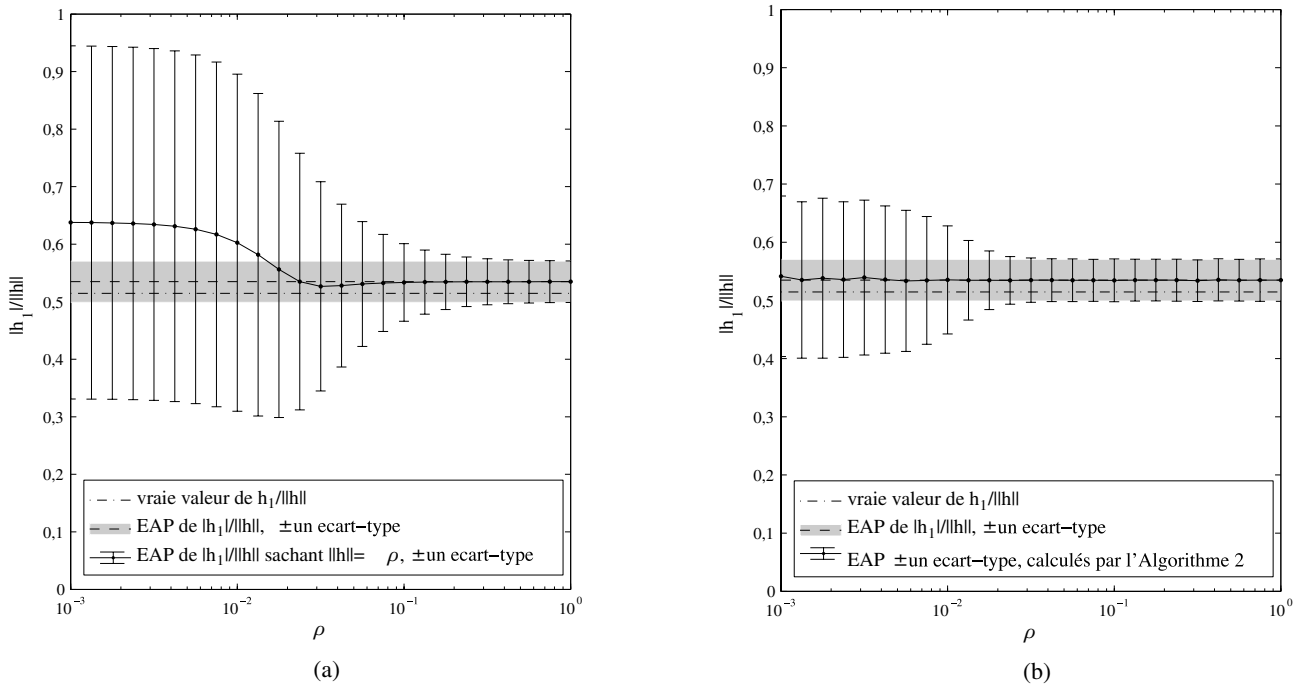 1
0,9
0,8
0,7
0,6
0,5
0,4
0,3
0,2
0,1
0
|h1|/||h||
vraie valeur de h1/||h||
EAP de |h1|/||h||, ±un ecart−type
EAP de |h1|/||h|| sachant ||h||= ρ, ±un ecart−type
10−3
10−2
10−1
100
ρ
(a)
1
0,9
0,8
0,7
0,6
0,5
0,4
0,3
0,2
0,1
0
|h1|/||h||
vraie valeur de h1/||h||
EAP de |h1|/||h||, ±un ecart−type
EAP ±un ecart−type, calculés par l'Algorithme 2
10−3
10−2
10−1
100
ρ
(b)